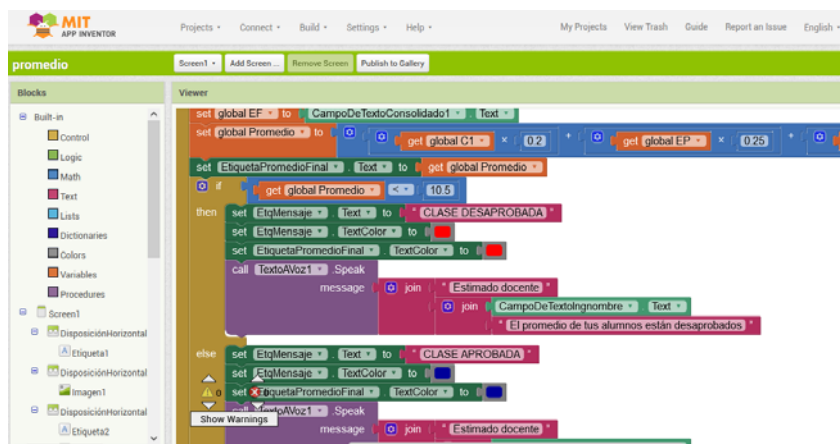 MIT
APP INVENTOR
Projects Connect Build Settings Help My Projects View Trash Guide Report an Issue English
promedio Screen1 Add Screen ... Remove Screen Publish to Gallery
Blocks Viewer
Built-in
Control
Logic
Math
Text
Lists
Dictionaries
Colors
Variables
Procedures
Screen1
DisposiciónHorizontal
Etiqueta1
DisposiciónHorizontal
Imagen1
DisposiciónHorizontal
Etiqueta2
set global EF to CampoDeTextoConsolidado1 . Text
set global Promedio to get global C1 × 0.2 + get global EP × 0.25 +
set EtiquetaPromedioFinal . Text to get global Promedio
if get global Promedio < 10.5
then set EtqMensaje . Text to " CLASE DESAPROBADA "
set EtqMensaje . TextColor to
set EtiquetaPromedioFinal . TextColor to
call TextoAVoz1 .Speak
message join " Estimado docente "
join CampoDeTextoIngnombre . Text
" El promedio de tus alumnos están desaprobados "
else set EtqMensaje . Text to " CLASE APROBADA "
set EtqMensaje . TextColor to
set EtiquetaPromedioFinal . TextColor to
0 0
call TextoAVoz1 .Speak
Show Warnings
message join " Estimado docente "